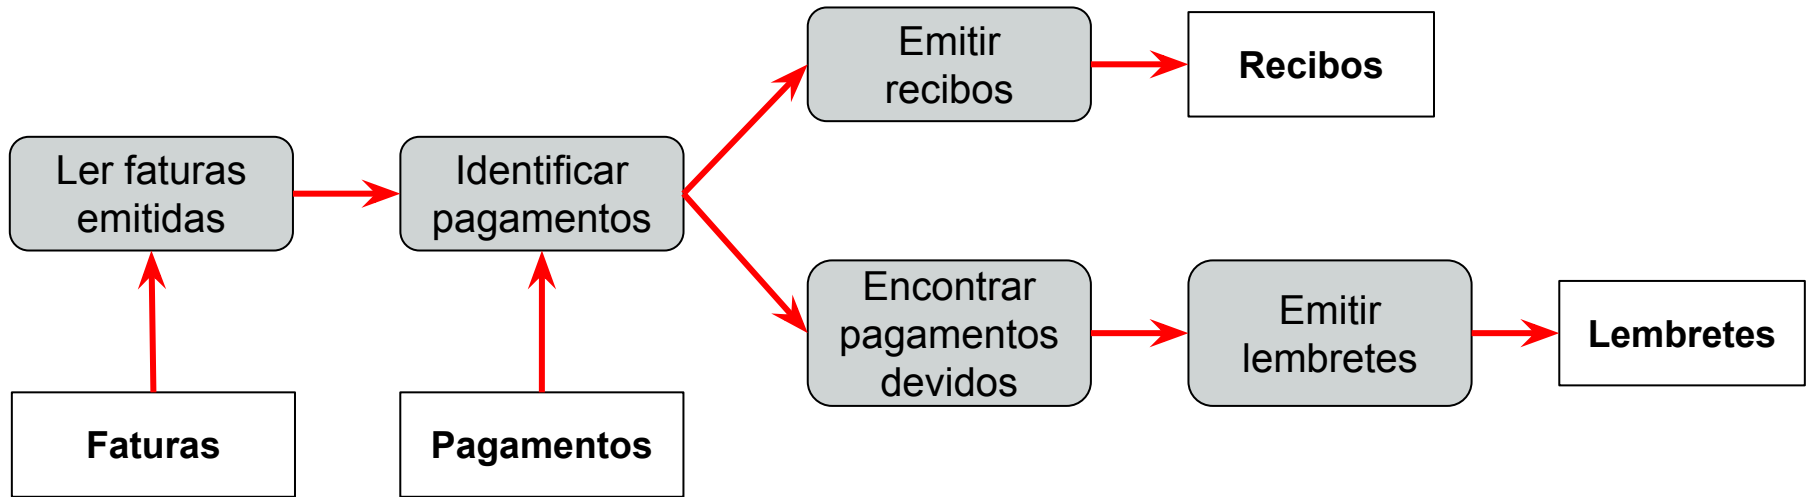 Emitir
recibos
Recibos
Ler faturas
emitidas
Identificar
pagamentos
Encontrar
pagamentos
devidos
Emitir
lembretes
Lembretes
Faturas
Pagamentos